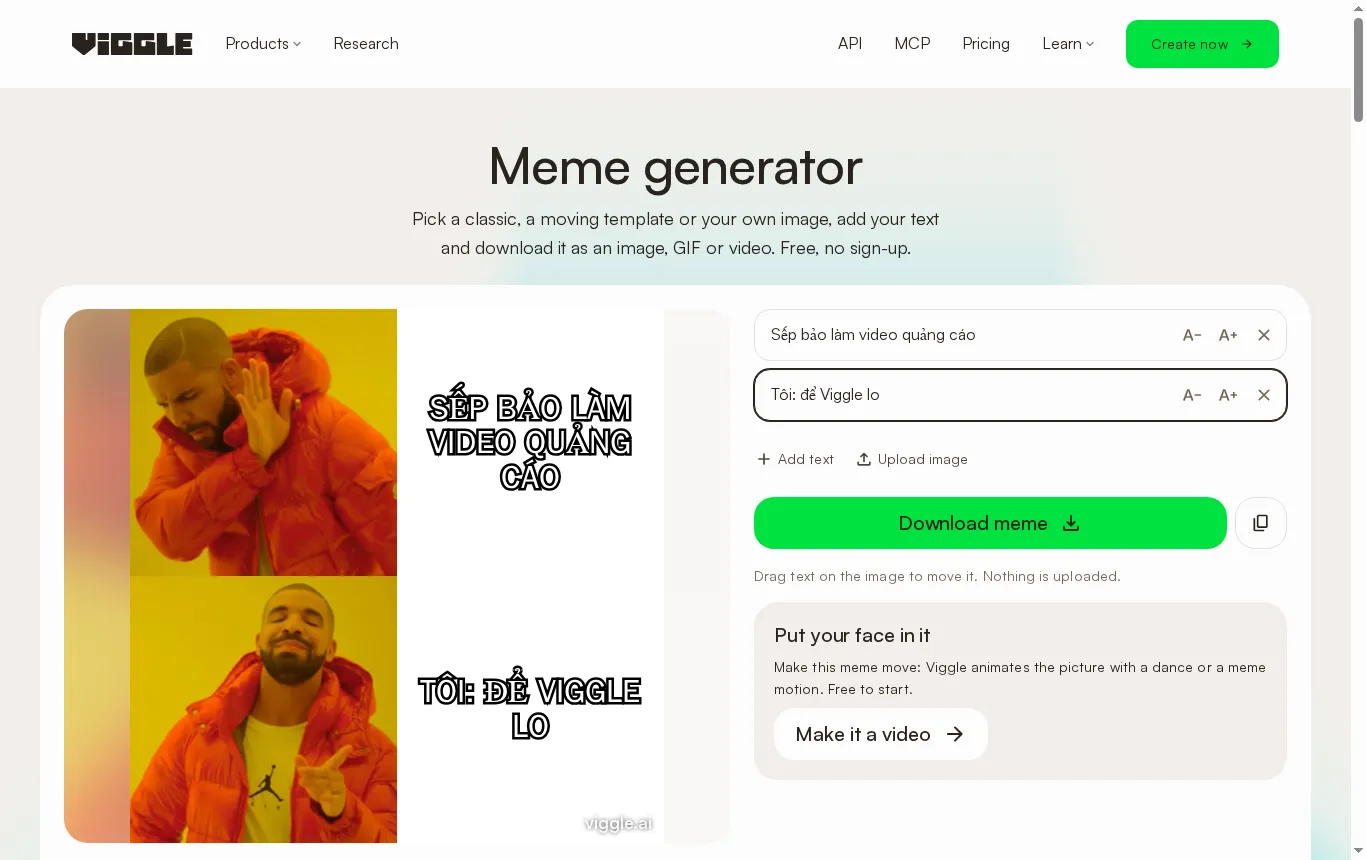 VIGGLE
Products
Research
API
MCP
Pricing
Learn
Create now
Meme generator
Pick a classic, a moving template or your own image, add your text
and download it as an image, GIF or video. Free, no sign-up.
SẾP BẢO LÀM
VIDEO QUẢNG
CÁO
TÔI: ĐỂ VIGGLE
LO
viggle.ai
Sếp bảo làm video quảng cáo
A- A+
Tôi: để Viggle lo
A- A+
Add text
Upload image
Download meme
Drag text on the image to move it. Nothing is uploaded.
Put your face in it
Make this meme move: Viggle animates the picture with a dance or a meme
motion. Free to start.
Make it a video